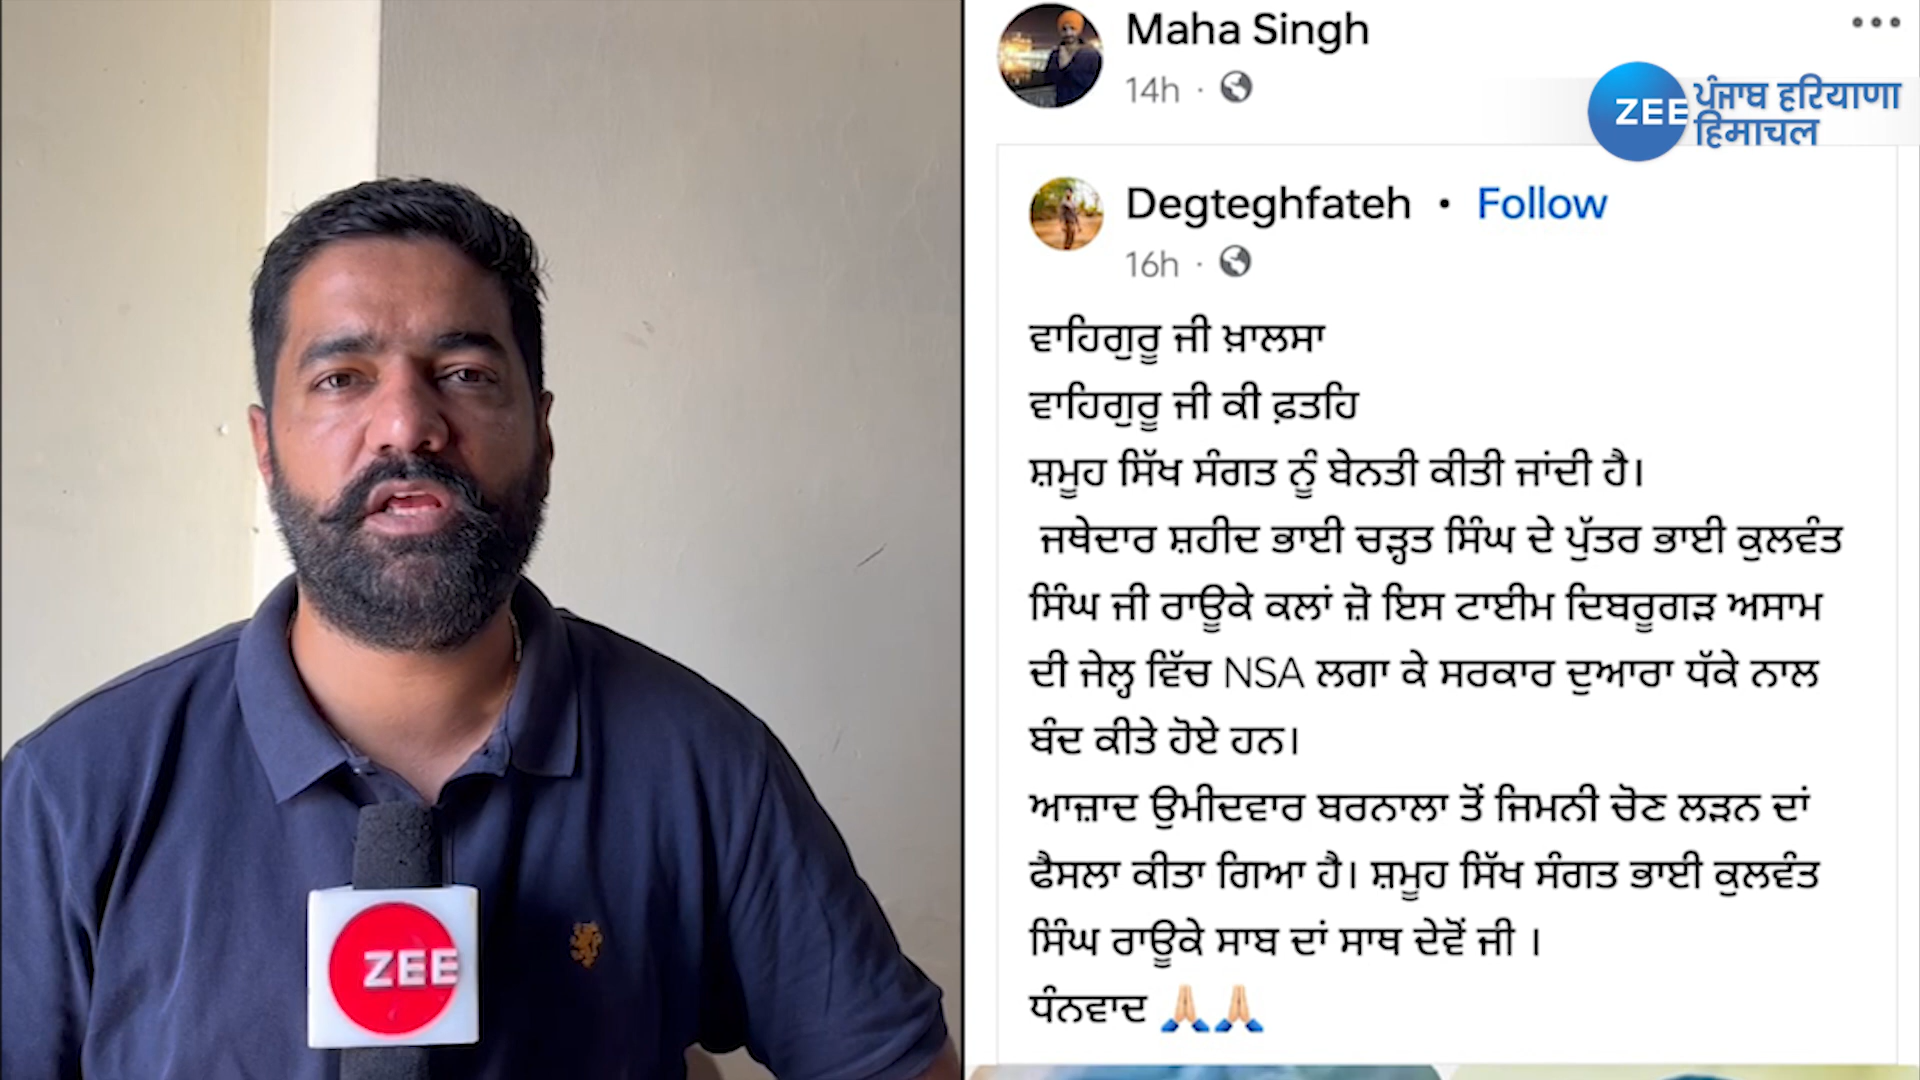 Maha Singh
14h ·
ZEE ਪੰਜਾਬ ਹਰਿਆਣਾ
ਹਿਮਾਚਲ
Degteghfateh • Follow
16h ·
ਵਾਹਿਗੁਰੂ ਜੀ ਖ਼ਾਲਸਾ
ਵਾਹਿਗੁਰੂ ਜੀ ਕੀ ਫ਼ਤਹਿ
ਸ਼ਮੂਹ ਸਿੱਖ ਸੰਗਤ ਨੂੰ ਬੇਨਤੀ ਕੀਤੀ ਜਾਂਦੀ ਹੈ।
ਜਥੇਦਾਰ ਸ਼ਹੀਦ ਭਾਈ ਚੜ੍ਹਤ ਸਿੰਘ ਦੇ ਪੁੱਤਰ ਭਾਈ ਕੁਲਵੰਤ
ਸਿੰਘ ਜੀ ਰਾਊਕੇ ਕਲਾਂ ਜ਼ੋ ਇਸ ਟਾਈਮ ਦਿਬਰੂਗੜ ਅਸਾਮ
ਦੀ ਜੇਲ੍ਹ ਵਿੱਚ NSA ਲਗਾ ਕੇ ਸਰਕਾਰ ਦੁਆਰਾ ਧੱਕੇ ਨਾਲ
ਬੰਦ ਕੀਤੇ ਹੋਏ ਹਨ।
ਆਜ਼ਾਦ ਉਮੀਦਵਾਰ ਬਰਨਾਲਾ ਤੋਂ ਜਿਮਨੀ ਚੋਣ ਲੜਨ ਦਾਂ
ਫੈਸਲਾ ਕੀਤਾ ਗਿਆ ਹੈ। ਸ਼ਮੂਹ ਸਿੱਖ ਸੰਗਤ ਭਾਈ ਕੁਲਵੰਤ
ਸਿੰਘ ਰਾਊਕੇ ਸਾਬ ਦਾਂ ਸਾਥ ਦੇਵੋਂ ਜੀ ।
ਧੰਨਵਾਦ 🙏🏼🙏🏼
ZEE